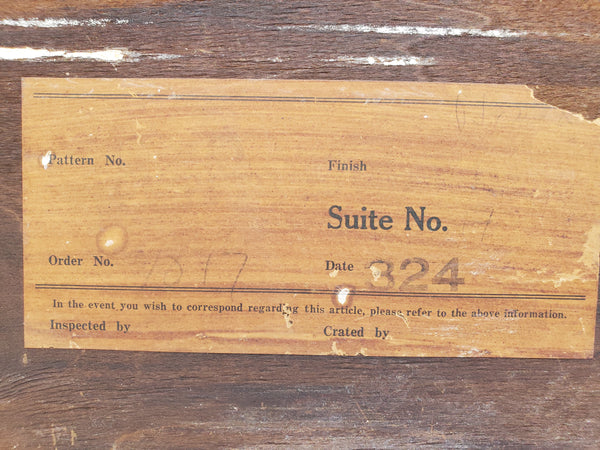 Pattern No. Finish
Suite No.
Order No. Date 324
In the event you wish to correspond regarding this article, please refer to the above information.
Inspected by Crated by